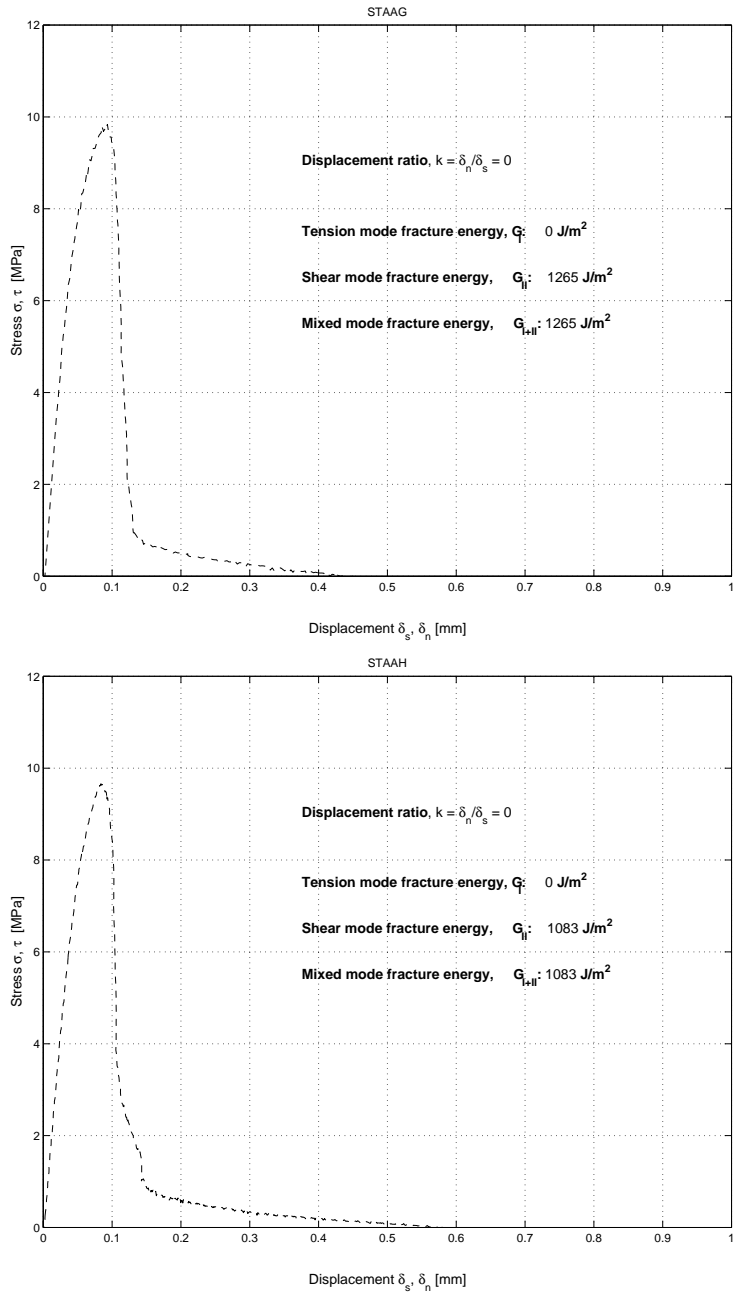 STAAG
12
10
8
6
4
2
0
Stress σ, τ [MPa]
Displacement ratio, k = δn/δs = 0
Tension mode fracture energy, GI: 0 J/m²
Shear mode fracture energy, GII: 1265 J/m²
Mixed mode fracture energy, GI+II: 1265 J/m²
0 0.1 0.2 0.3 0.4 0.5 0.6 0.7 0.8 0.9 1
Displacement δs, δn [mm]
STAAH
12
10
8
6
4
2
0
Stress σ, τ [MPa]
Displacement ratio, k = δn/δs = 0
Tension mode fracture energy, GI: 0 J/m²
Shear mode fracture energy, GII: 1083 J/m²
Mixed mode fracture energy, GI+II: 1083 J/m²
0 0.1 0.2 0.3 0.4 0.5 0.6 0.7 0.8 0.9 1
Displacement δs, δn [mm]